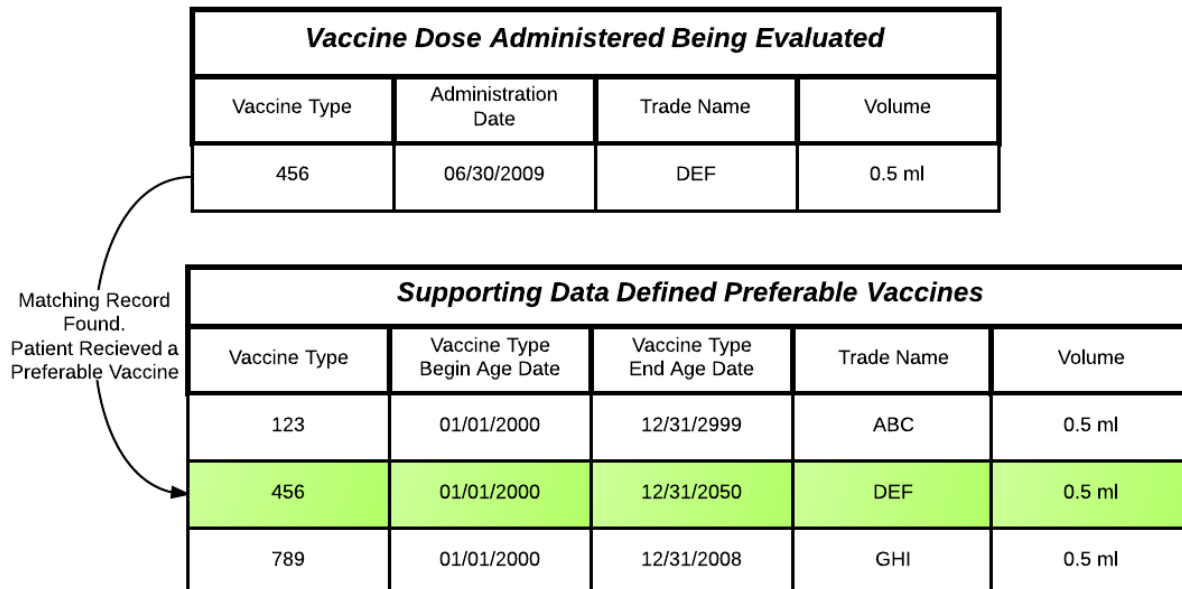 Vaccine Dose Administered Being Evaluated
Vaccine Type Administration Date Trade Name Volume
456 06/30/2009 DEF 0.5 ml
Matching Record
Found.
Patient Recieved a
Preferable Vaccine
Supporting Data Defined Preferable Vaccines
Vaccine Type Vaccine Type Begin Age Date Vaccine Type End Age Date Trade Name Volume
123 01/01/2000 12/31/2999 ABC 0.5 ml
456 01/01/2000 12/31/2050 DEF 0.5 ml
789 01/01/2000 12/31/2008 GHI 0.5 ml